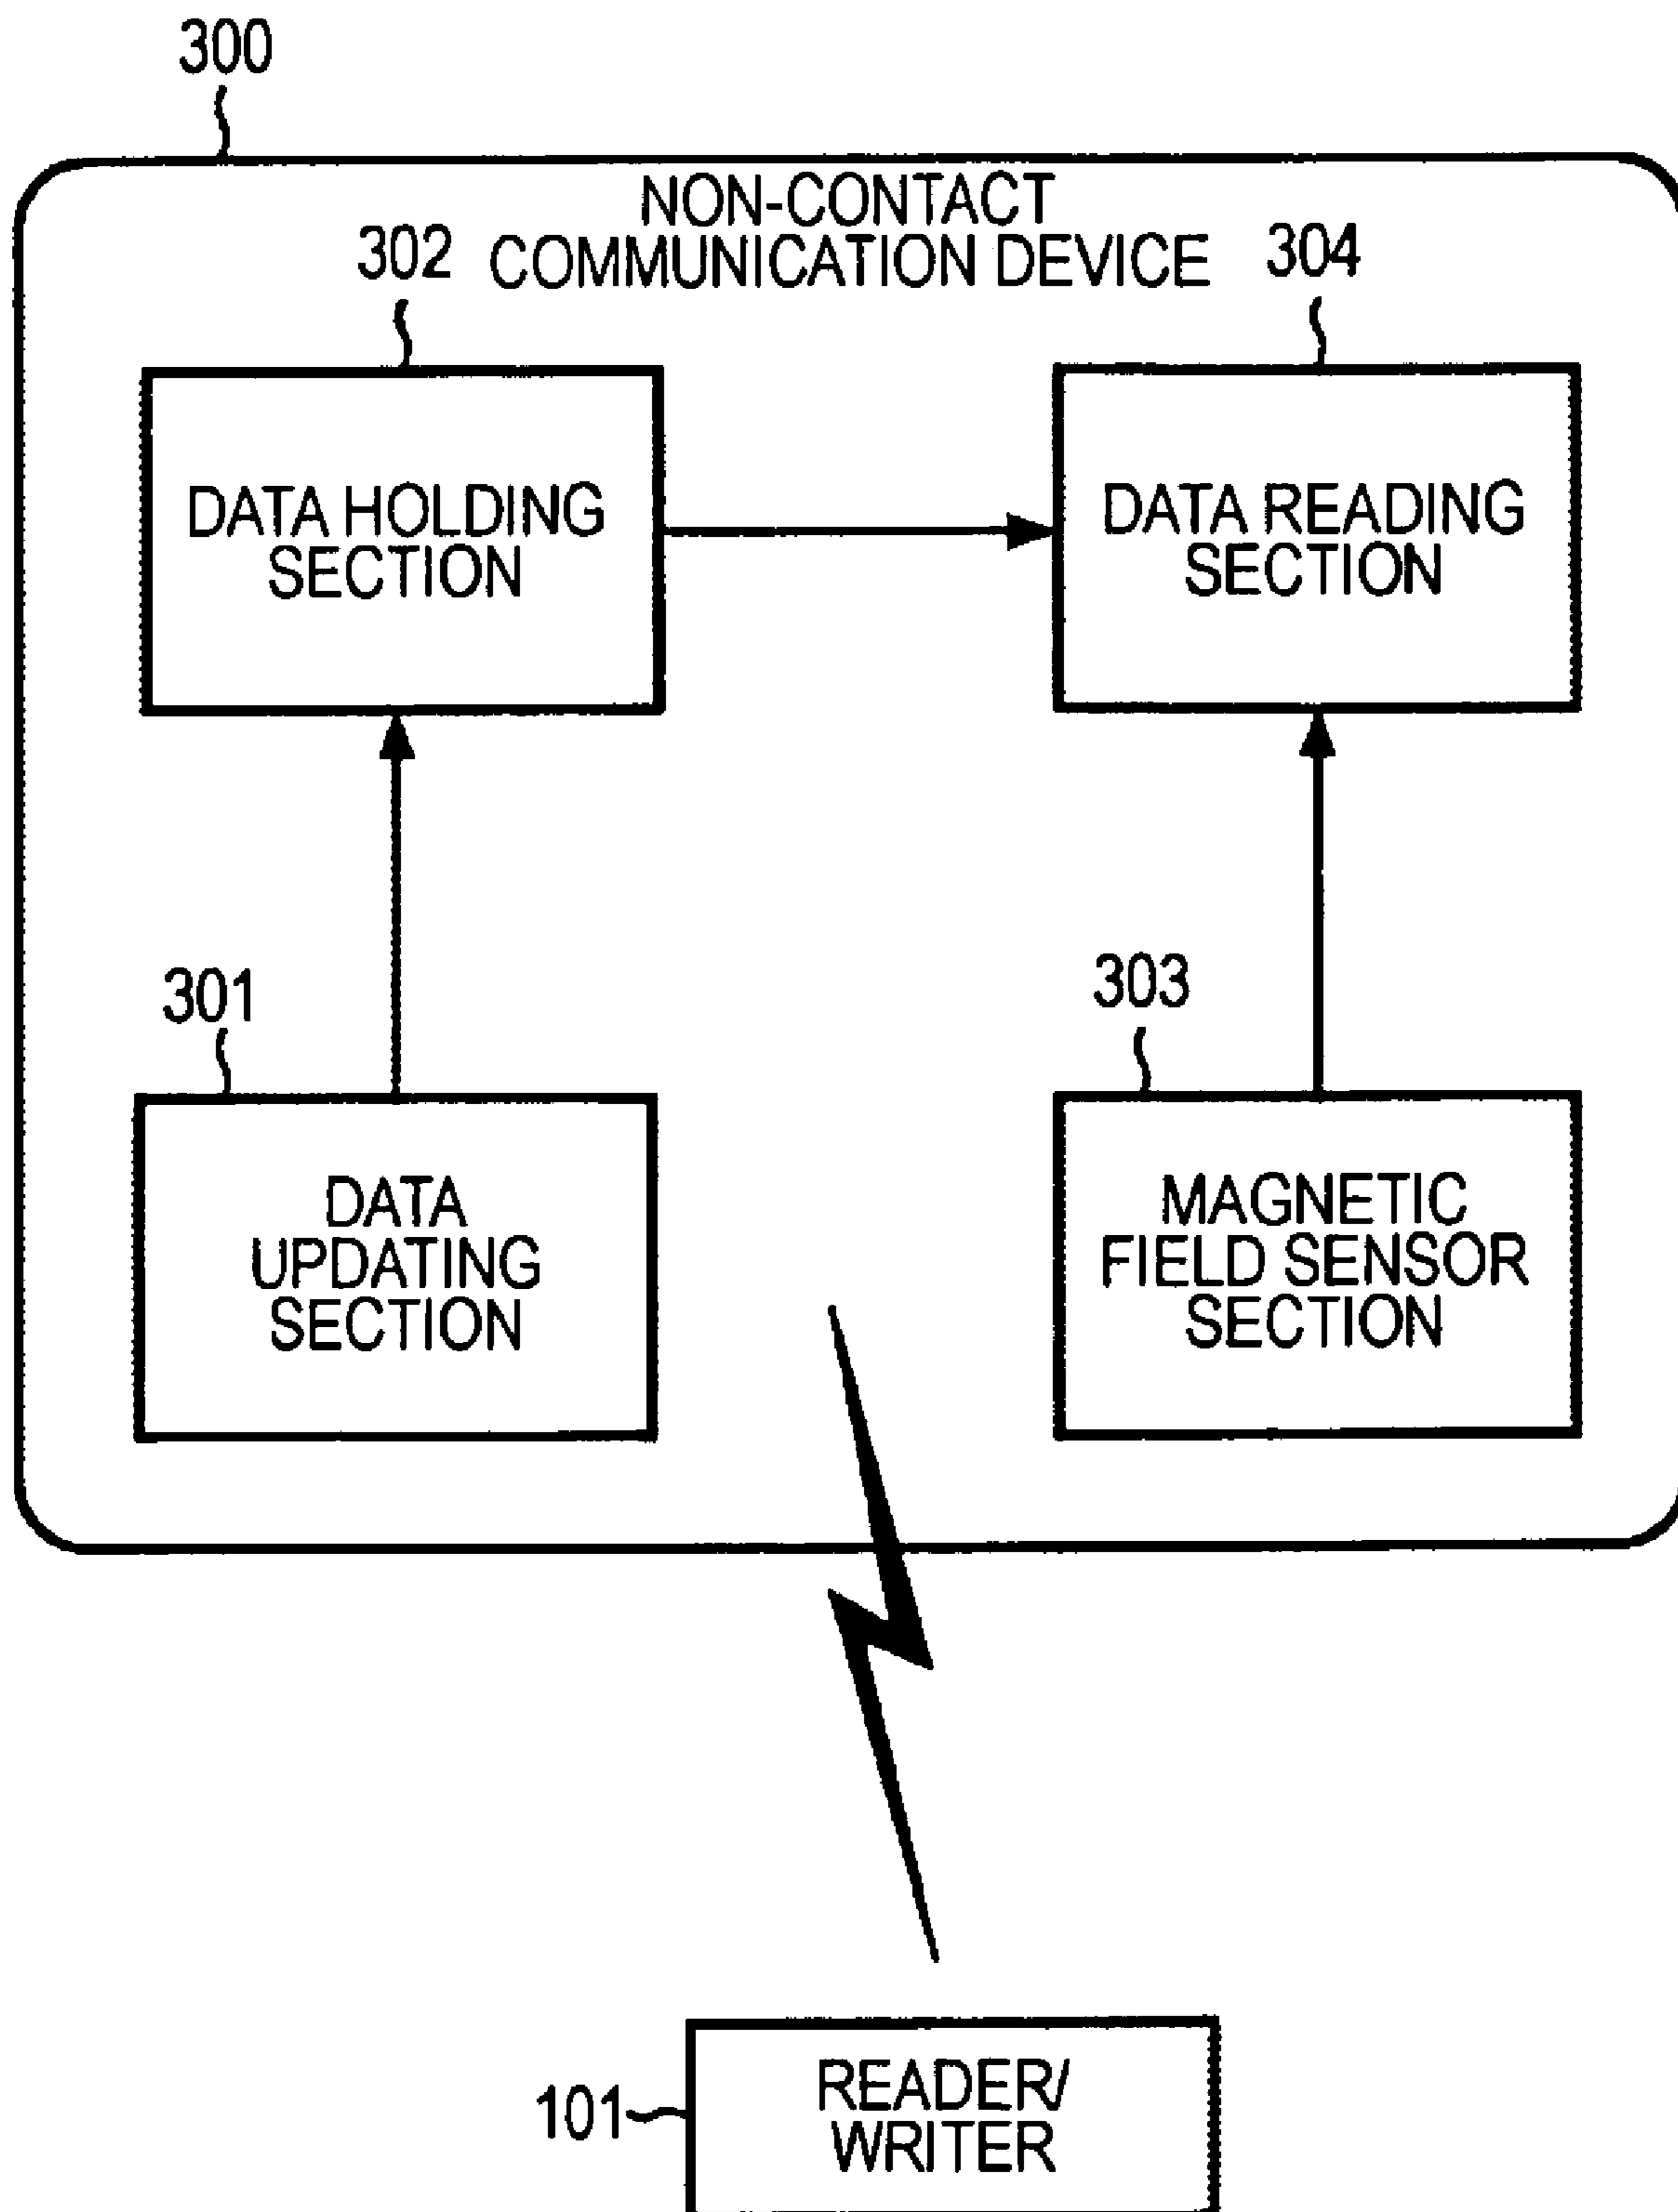 300
NON-CONTACT
COMMUNICATION DEVICE
302
304
DATA HOLDING
SECTION
DATA READING
SECTION
301
303
DATA
UPDATING
SECTION
MAGNETIC
FIELD SENSOR
SECTION
101
READER/
WRITER